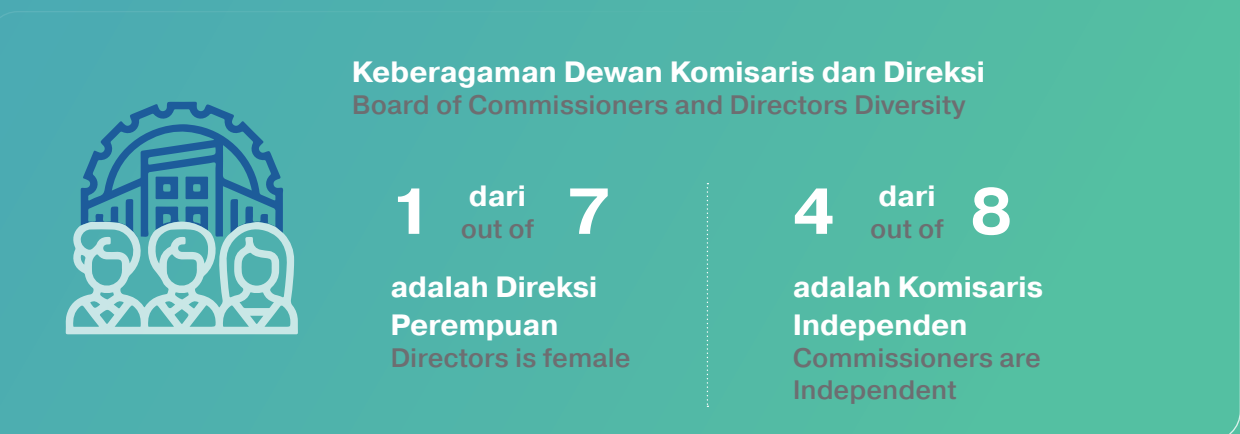 Keberagaman Dewan Komisaris dan Direksi
Board of Commissioners and Directors Diversity
1 dari out of 7
adalah Direksi
Perempuan
Directors is female
4 dari out of 8
adalah Komisaris
Independen
Commissioners are
Independent